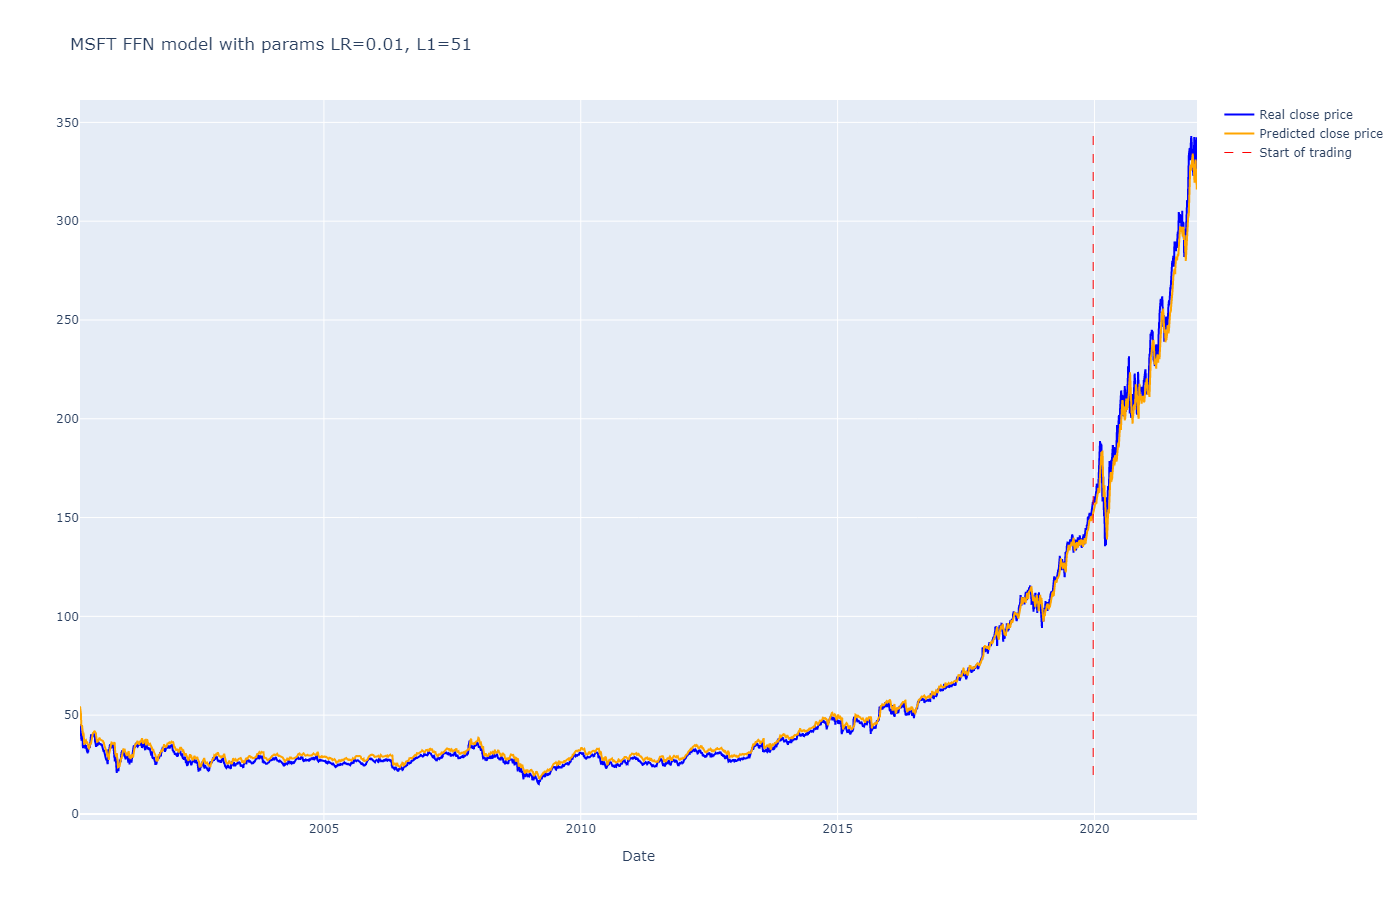 MSFT FFN model with params LR=0.01, L1=51
350
300
250
200
150
100
50
0
2005
2010
2015
2020
Date
Real close price
Predicted close price
Start of trading